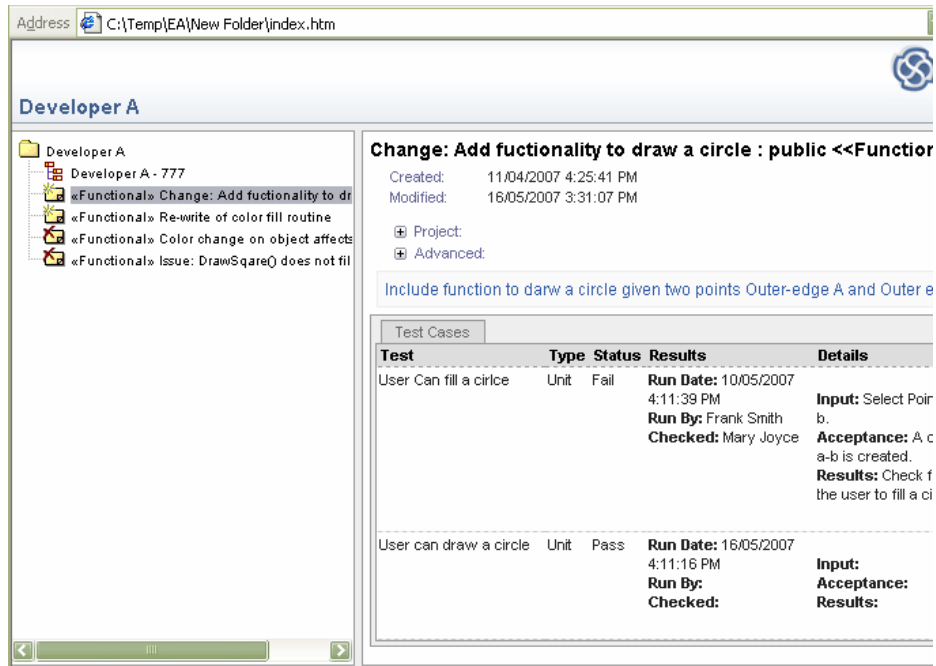 Address C:\Temp\EA\New Folder\index.htm
Developer A
Developer A
Developer A - 777
«Functional» Change: Add fuctionality to dr
«Functional» Re-write of color fill routine
«Functional» Color change on object affects
«Functional» Issue: DrawSqare() does not fil
Change: Add fuctionality to draw a circle : public <<Function
Created: 11/04/2007 4:25:41 PM
Modified: 16/05/2007 3:31:07 PM
Project:
Advanced:
Include function to darw a circle given two points Outer-edge A and Outer e
Test Cases
Test Type Status Results Details
User Can fill a cirlce Unit Fail Run Date: 10/05/2007
4:11:39 PM Input: Select Poin
Run By: Frank Smith b.
Checked: Mary Joyce Acceptance: A c
a-b is created.
Results: Check f
the user to fill a ci
User can draw a circle Unit Pass Run Date: 16/05/2007
4:11:16 PM Input:
Run By: Acceptance:
Checked: Results: